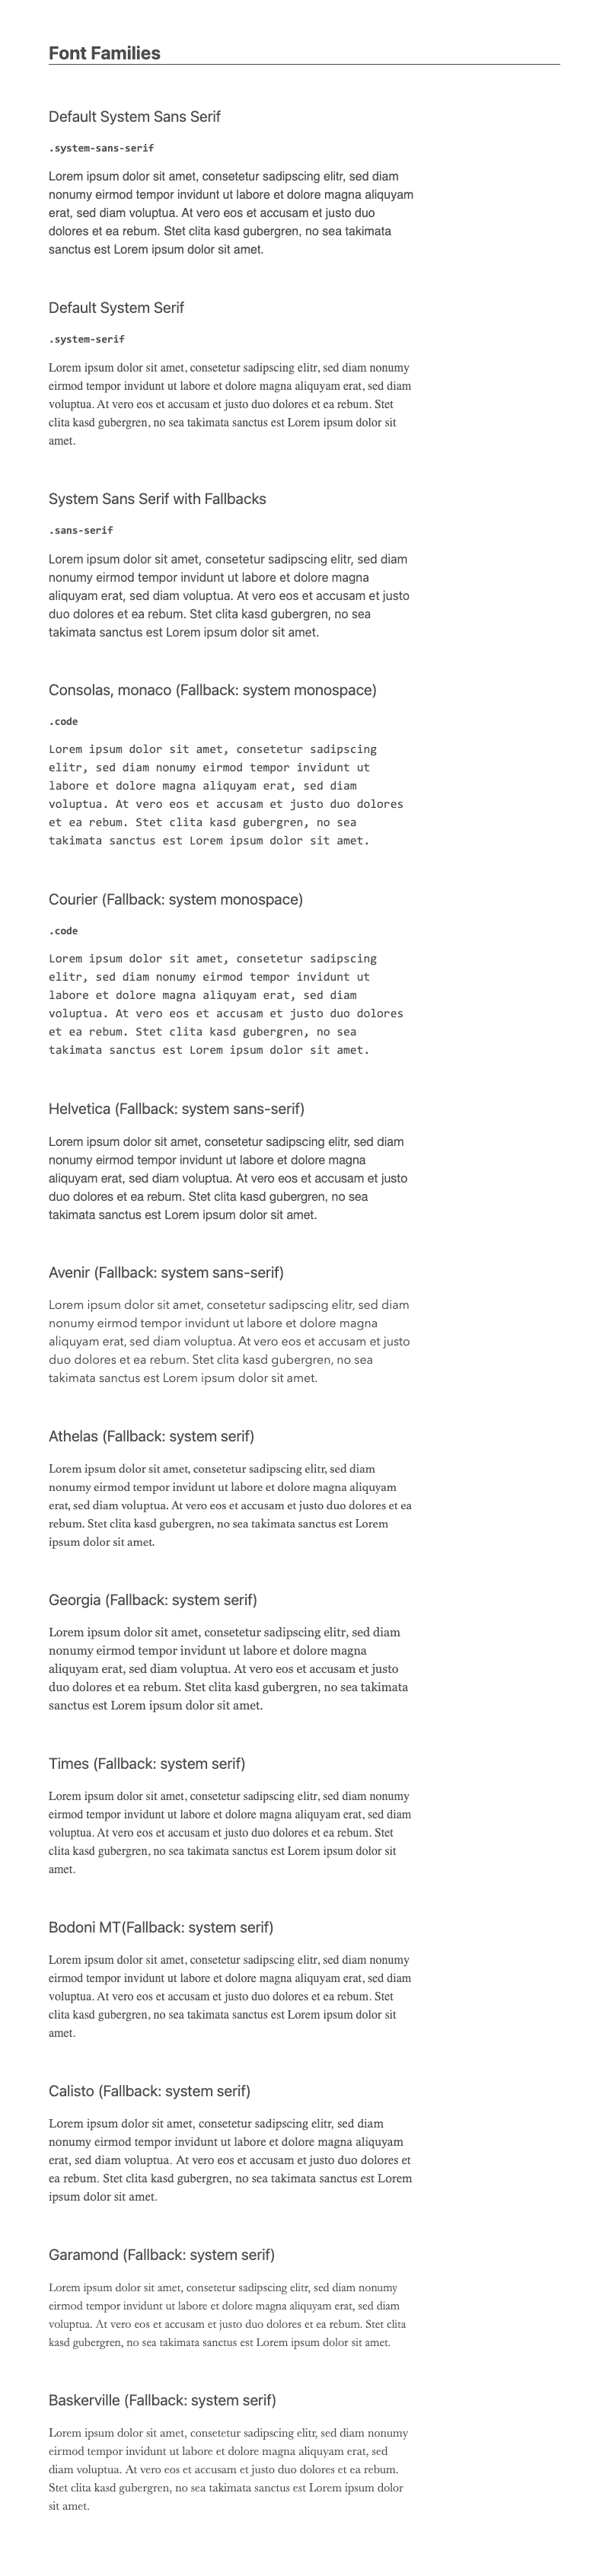 Font Families
Default System Sans Serif
.system-sans-serif
Lorem ipsum dolor sit amet, consetetur sadipscing elitr, sed diam
nonumy eirmod tempor invidunt ut labore et dolore magna aliquyam
erat, sed diam voluptua. At vero eos et accusam et justo duo
dolores et ea rebum. Stet clita kasd gubergren, no sea takimata
sanctus est Lorem ipsum dolor sit amet.
Default System Serif
.system-serif
Lorem ipsum dolor sit amet, consetetur sadipscing elitr, sed diam nonumy
eirmod tempor invidunt ut labore et dolore magna aliquyam erat, sed diam
voluptua. At vero eos et accusam et justo duo dolores et ea rebum. Stet
clita kasd gubergren, no sea takimata sanctus est Lorem ipsum dolor sit
amet.
System Sans Serif with Fallbacks
.sans-serif
Lorem ipsum dolor sit amet, consetetur sadipscing elitr, sed diam
nonumy eirmod tempor invidunt ut labore et dolore magna
aliquyam erat, sed diam voluptua. At vero eos et accusam et justo
duo dolores et ea rebum. Stet clita kasd gubergren, no sea
takimata sanctus est Lorem ipsum dolor sit amet.
Consolas, monaco (Fallback: system monospace)
.code
Lorem ipsum dolor sit amet, consetetur sadipscing
elitr, sed diam nonumy eirmod tempor invidunt ut
labore et dolore magna aliquyam erat, sed diam
voluptua. At vero eos et accusam et justo duo dolores
et ea rebum. Stet clita kasd gubergren, no sea
takimata sanctus est Lorem ipsum dolor sit amet.
Courier (Fallback: system monospace)
.code
Lorem ipsum dolor sit amet, consetetur sadipscing
elitr, sed diam nonumy eirmod tempor invidunt ut
labore et dolore magna aliquyam erat, sed diam
voluptua. At vero eos et accusam et justo duo dolores
et ea rebum. Stet clita kasd gubergren, no sea
takimata sanctus est Lorem ipsum dolor sit amet.
Helvetica (Fallback: system sans-serif)
Lorem ipsum dolor sit amet, consetetur sadipscing elitr, sed diam
nonumy eirmod tempor invidunt ut labore et dolore magna
aliquyam erat, sed diam voluptua. At vero eos et accusam et justo
duo dolores et ea rebum. Stet clita kasd gubergren, no sea
takimata sanctus est Lorem ipsum dolor sit amet.
Avenir (Fallback: system sans-serif)
Lorem ipsum dolor sit amet, consetetur sadipscing elitr, sed diam
nonumy eirmod tempor invidunt ut labore et dolore magna
aliquyam erat, sed diam voluptua. At vero eos et accusam et justo
duo dolores et ea rebum. Stet clita kasd gubergren, no sea
takimata sanctus est Lorem ipsum dolor sit amet.
Athelas (Fallback: system serif)
Lorem ipsum dolor sit amet, consetetur sadipscing elitr, sed diam
nonumy eirmod tempor invidunt ut labore et dolore magna aliquyam
erat, sed diam voluptua. At vero eos et accusam et justo duo dolores et ea
rebum. Stet clita kasd gubergren, no sea takimata sanctus est Lorem
ipsum dolor sit amet.
Georgia (Fallback: system serif)
Lorem ipsum dolor sit amet, consetetur sadipscing elitr, sed diam
nonumy eirmod tempor invidunt ut labore et dolore magna
aliquyam erat, sed diam voluptua. At vero eos et accusam et justo
duo dolores et ea rebum. Stet clita kasd gubergren, no sea takimata
sanctus est Lorem ipsum dolor sit amet.
Times (Fallback: system serif)
Lorem ipsum dolor sit amet, consetetur sadipscing elitr, sed diam nonumy
eirmod tempor invidunt ut labore et dolore magna aliquyam erat, sed diam
voluptua. At vero eos et accusam et justo duo dolores et ea rebum. Stet
clita kasd gubergren, no sea takimata sanctus est Lorem ipsum dolor sit
amet.
Bodoni MT(Fallback: system serif)
Lorem ipsum dolor sit amet, consetetur sadipscing elitr, sed diam nonumy
eirmod tempor invidunt ut labore et dolore magna aliquyam erat, sed diam
voluptua. At vero eos et accusam et justo duo dolores et ea rebum. Stet
clita kasd gubergren, no sea takimata sanctus est Lorem ipsum dolor sit
amet.
Calisto (Fallback: system serif)
Lorem ipsum dolor sit amet, consetetur sadipscing elitr, sed diam
nonumy eirmod tempor invidunt ut labore et dolore magna aliquyam
erat, sed diam voluptua. At vero eos et accusam et justo duo dolores et
ea rebum. Stet clita kasd gubergren, no sea takimata sanctus est Lorem
ipsum dolor sit amet.
Garamond (Fallback: system serif)
Lorem ipsum dolor sit amet, consetetur sadipscing elitr, sed diam nonumy
eirmod tempor invidunt ut labore et dolore magna aliquyam erat, sed diam
voluptua. At vero eos et accusam et justo duo dolores et ea rebum. Stet clita
kasd gubergren, no sea takimata sanctus est Lorem ipsum dolor sit amet.
Baskerville (Fallback: system serif)
Lorem ipsum dolor sit amet, consetetur sadipscing elitr, sed diam nonumy
eirmod tempor invidunt ut labore et dolore magna aliquyam erat, sed
diam voluptua. At vero eos et accusam et justo duo dolores et ea rebum.
Stet clita kasd gubergren, no sea takimata sanctus est Lorem ipsum dolor
sit amet.